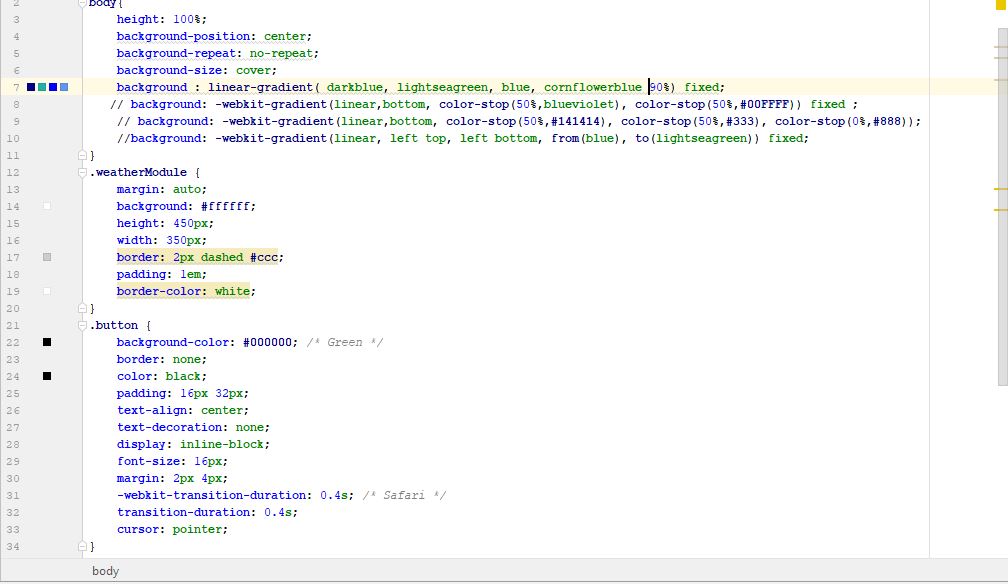 2 body{
3 height: 100%;
4 background-position: center;
5 background-repeat: no-repeat;
6 background-size: cover;
7 background : linear-gradient( darkblue, lightseagreen, blue, cornflowerblue 90%) fixed;
8 // background: -webkit-gradient(linear,bottom, color-stop(50%,blueviolet), color-stop(50%,#00FFFF)) fixed ;
9 // background: -webkit-gradient(linear,bottom, color-stop(50%,#141414), color-stop(50%,#333), color-stop(0%,#888));
10 //background: -webkit-gradient(linear, left top, left bottom, from(blue), to(lightseagreen)) fixed;
11 }
12 .weatherModule {
13 margin: auto;
14 background: #ffffff;
15 height: 450px;
16 width: 350px;
17 border: 2px dashed #ccc;
18 padding: 1em;
19 border-color: white;
20 }
21 .button {
22 background-color: #000000; /* Green */
23 border: none;
24 color: black;
25 padding: 16px 32px;
26 text-align: center;
27 text-decoration: none;
28 display: inline-block;
29 font-size: 16px;
30 margin: 2px 4px;
31 -webkit-transition-duration: 0.4s; /* Safari */
32 transition-duration: 0.4s;
33 cursor: pointer;
34 }
body